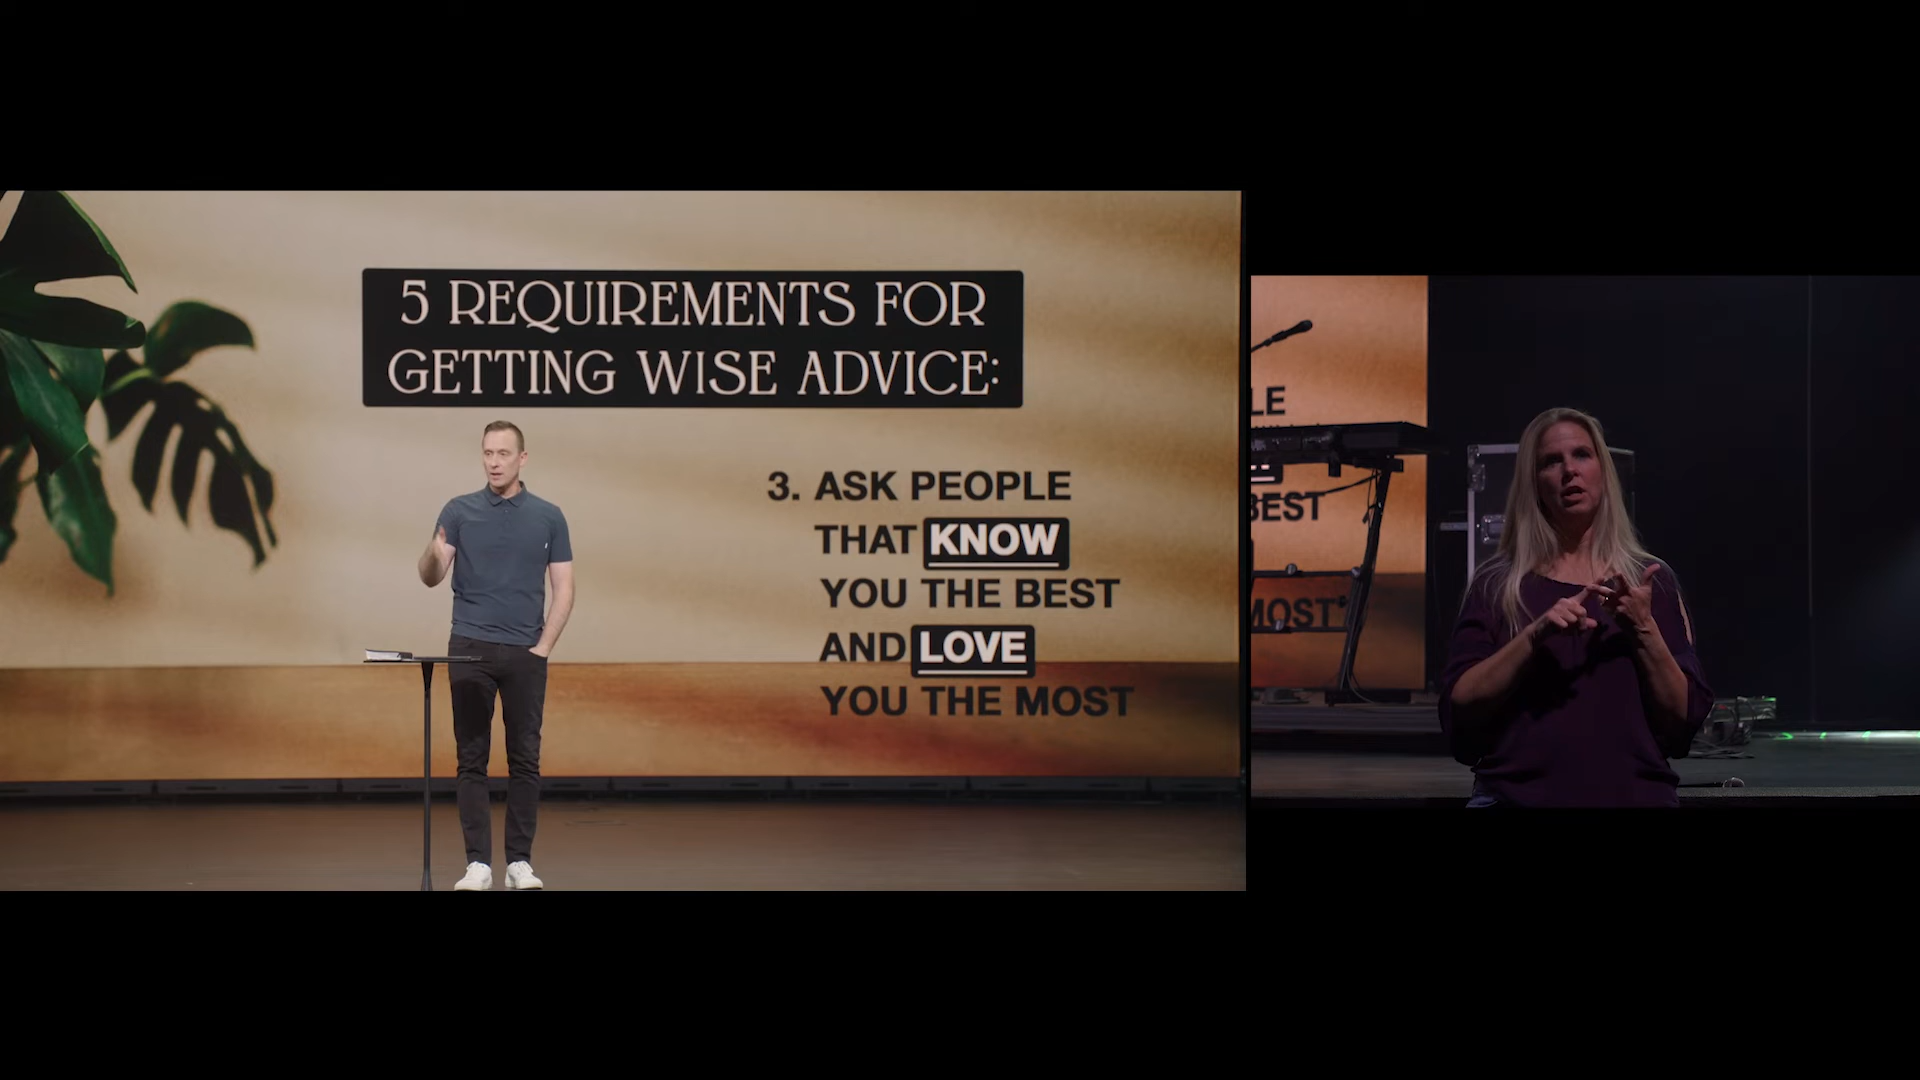 5 REQUIREMENTS FOR
GETTING WISE ADVICE:
3. ASK PEOPLE
THAT KNOW
YOU THE BEST
AND LOVE
YOU THE MOST
LE
BEST
MOST